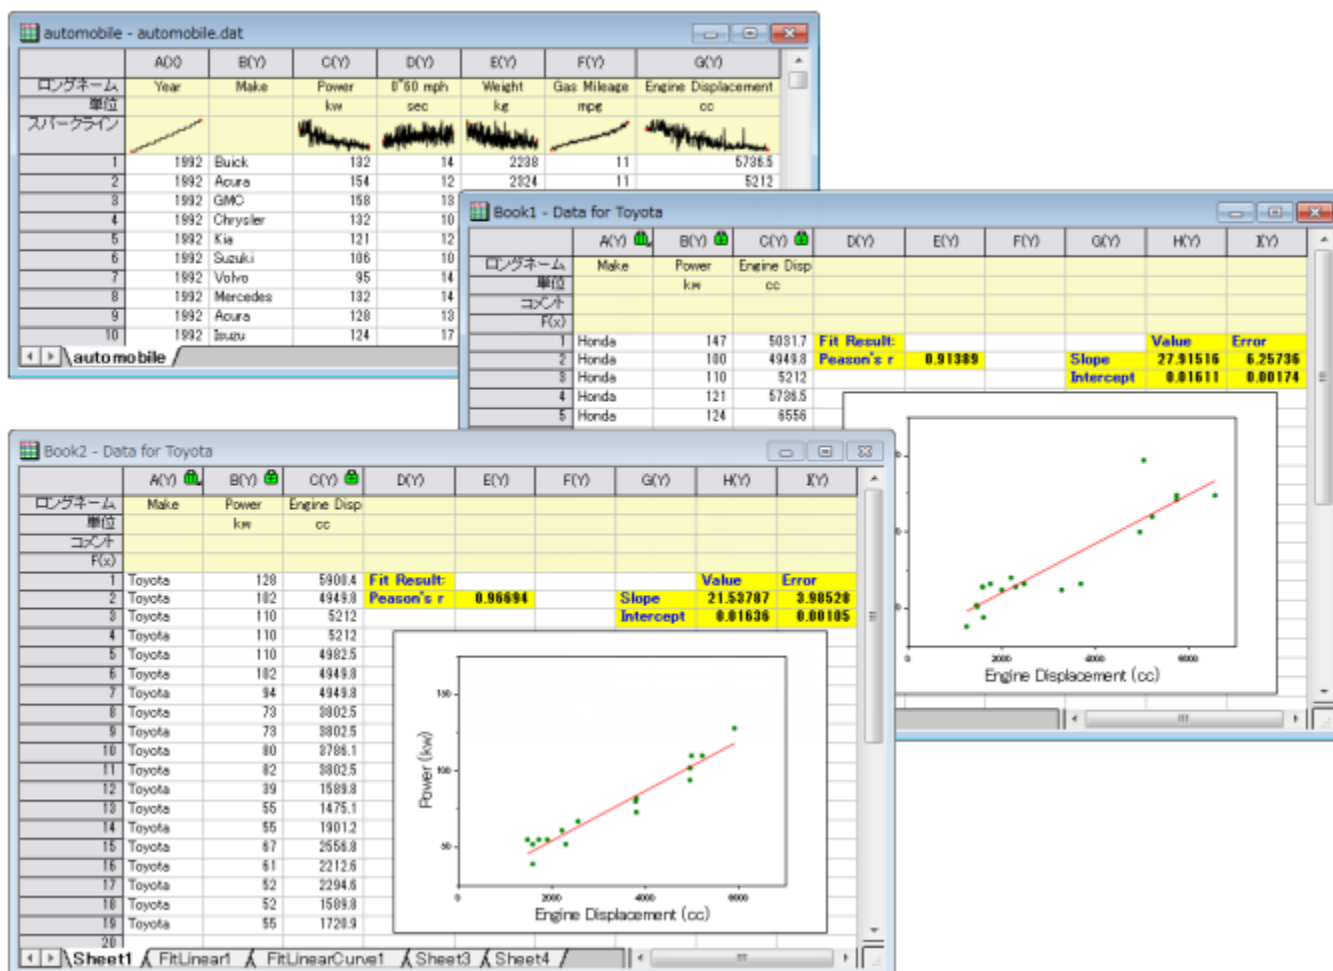 automobile - automobile.dat
A(X) B(Y) C(Y) D(Y) E(Y) F(Y) G(Y)
ロングネーム Year Make Power 0~60 mph Weight Gas Mileage Engine Displacement
単位 kw sec kg mpg cc
スパークライン
1 1992 Buick 132 14 2238 11 5736.5
2 1992 Acura 154 12 2324 11 5212
3 1992 GMC 158 13
4 1992 Chrysler 132 10
5 1992 Kia 121 12
6 1992 Suzuki 106 10
7 1992 Volvo 95 14
8 1992 Mercedes 132 14
9 1992 Acura 128 13
10 1992 Isuzu 124 17
automobile
Book1 - Data for Toyota
A(Y) B(Y) C(Y) D(Y) E(Y) F(Y) G(Y) H(Y) I(Y)
ロングネーム Make Power Engine Disp
単位 kw cc
コメント
F(x)
1 Honda 147 5031.7 Fit Result: Value Error
2 Honda 100 4949.8 Peason's r 0.91389 Slope 27.91516 6.25736
3 Honda 110 5212 Intercept 0.01611 0.00174
4 Honda 121 5736.5
5 Honda 124 6556
0 2000 4000 6000
Engine Displacement (cc)
Book2 - Data for Toyota
A(Y) B(Y) C(Y) D(Y) E(Y) F(Y) G(Y) H(Y) I(Y)
ロングネーム Make Power Engine Disp
単位 kw cc
コメント
F(x)
1 Toyota 128 5900.4 Fit Result: Value Error
2 Toyota 102 4949.8 Peason's r 0.96694 Slope 21.53787 3.98528
3 Toyota 110 5212 Intercept 0.01636 0.00105
4 Toyota 110 5212
5 Toyota 110 4982.5
6 Toyota 102 4949.8
7 Toyota 94 4949.8
8 Toyota 73 3802.5
9 Toyota 73 3802.5
10 Toyota 80 3786.1
11 Toyota 82 3802.5
12 Toyota 39 1589.8
13 Toyota 55 1475.1
14 Toyota 55 1901.2
15 Toyota 67 2556.8
16 Toyota 61 2212.6
17 Toyota 52 2294.6
18 Toyota 52 1589.8
19 Toyota 55 1720.9
20
150
100
50
Power (kw)
0 2000 4000 6000
Engine Displacement (cc)
Sheet1 FitLinear1 FitLinearCurve1 Sheet3 Sheet4